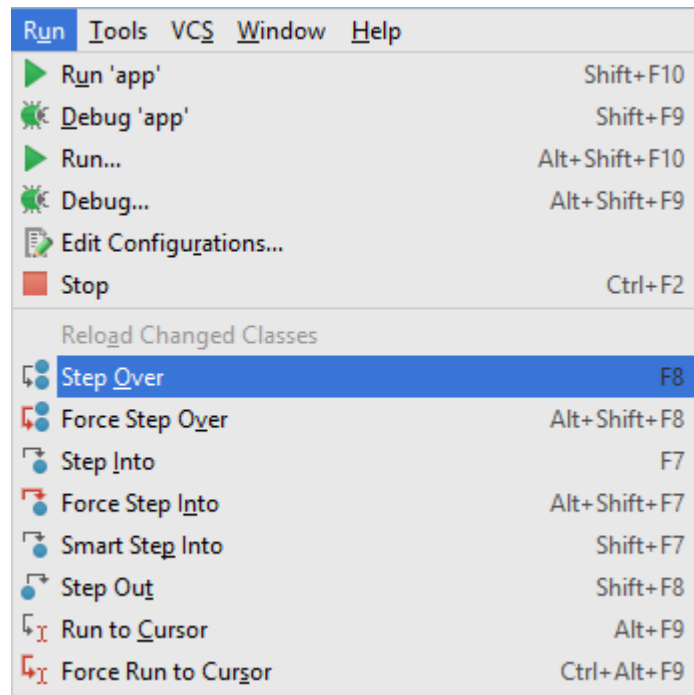 Run Tools VCS Window Help
Run 'app' Shift+F10
Debug 'app' Shift+F9
Run... Alt+Shift+F10
Debug... Alt+Shift+F9
Edit Configurations...
Stop Ctrl+F2
Reload Changed Classes
Step Over F8
Force Step Over Alt+Shift+F8
Step Into F7
Force Step Into Alt+Shift+F7
Smart Step Into Shift+F7
Step Out Shift+F8
Run to Cursor Alt+F9
Force Run to Cursor Ctrl+Alt+F9